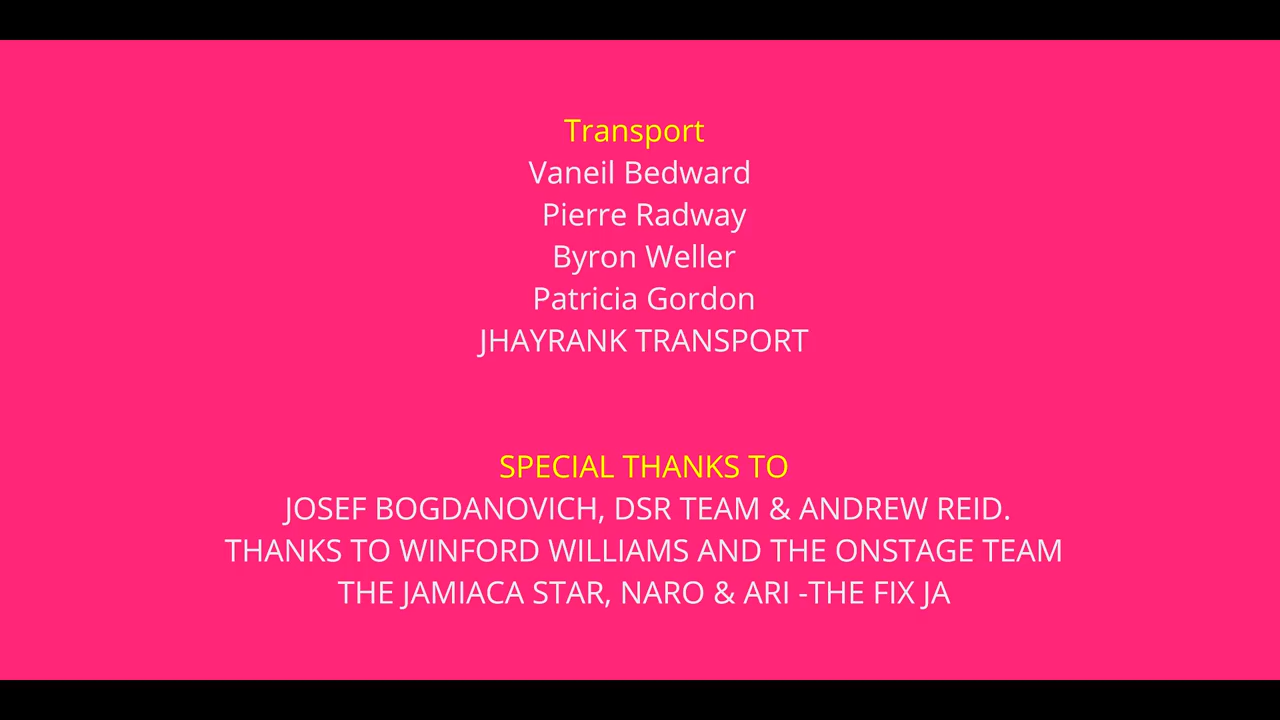 Transport
Vaneil Bedward
Pierre Radway
Byron Weller
Patricia Gordon
JHAYRANK TRANSPORT
SPECIAL THANKS TO
JOSEF BOGDANOVICH, DSR TEAM & ANDREW REID.
THANKS TO WINFORD WILLIAMS AND THE ONSTAGE TEAM
THE JAMIACA STAR, NARO & ARI -THE FIX JA